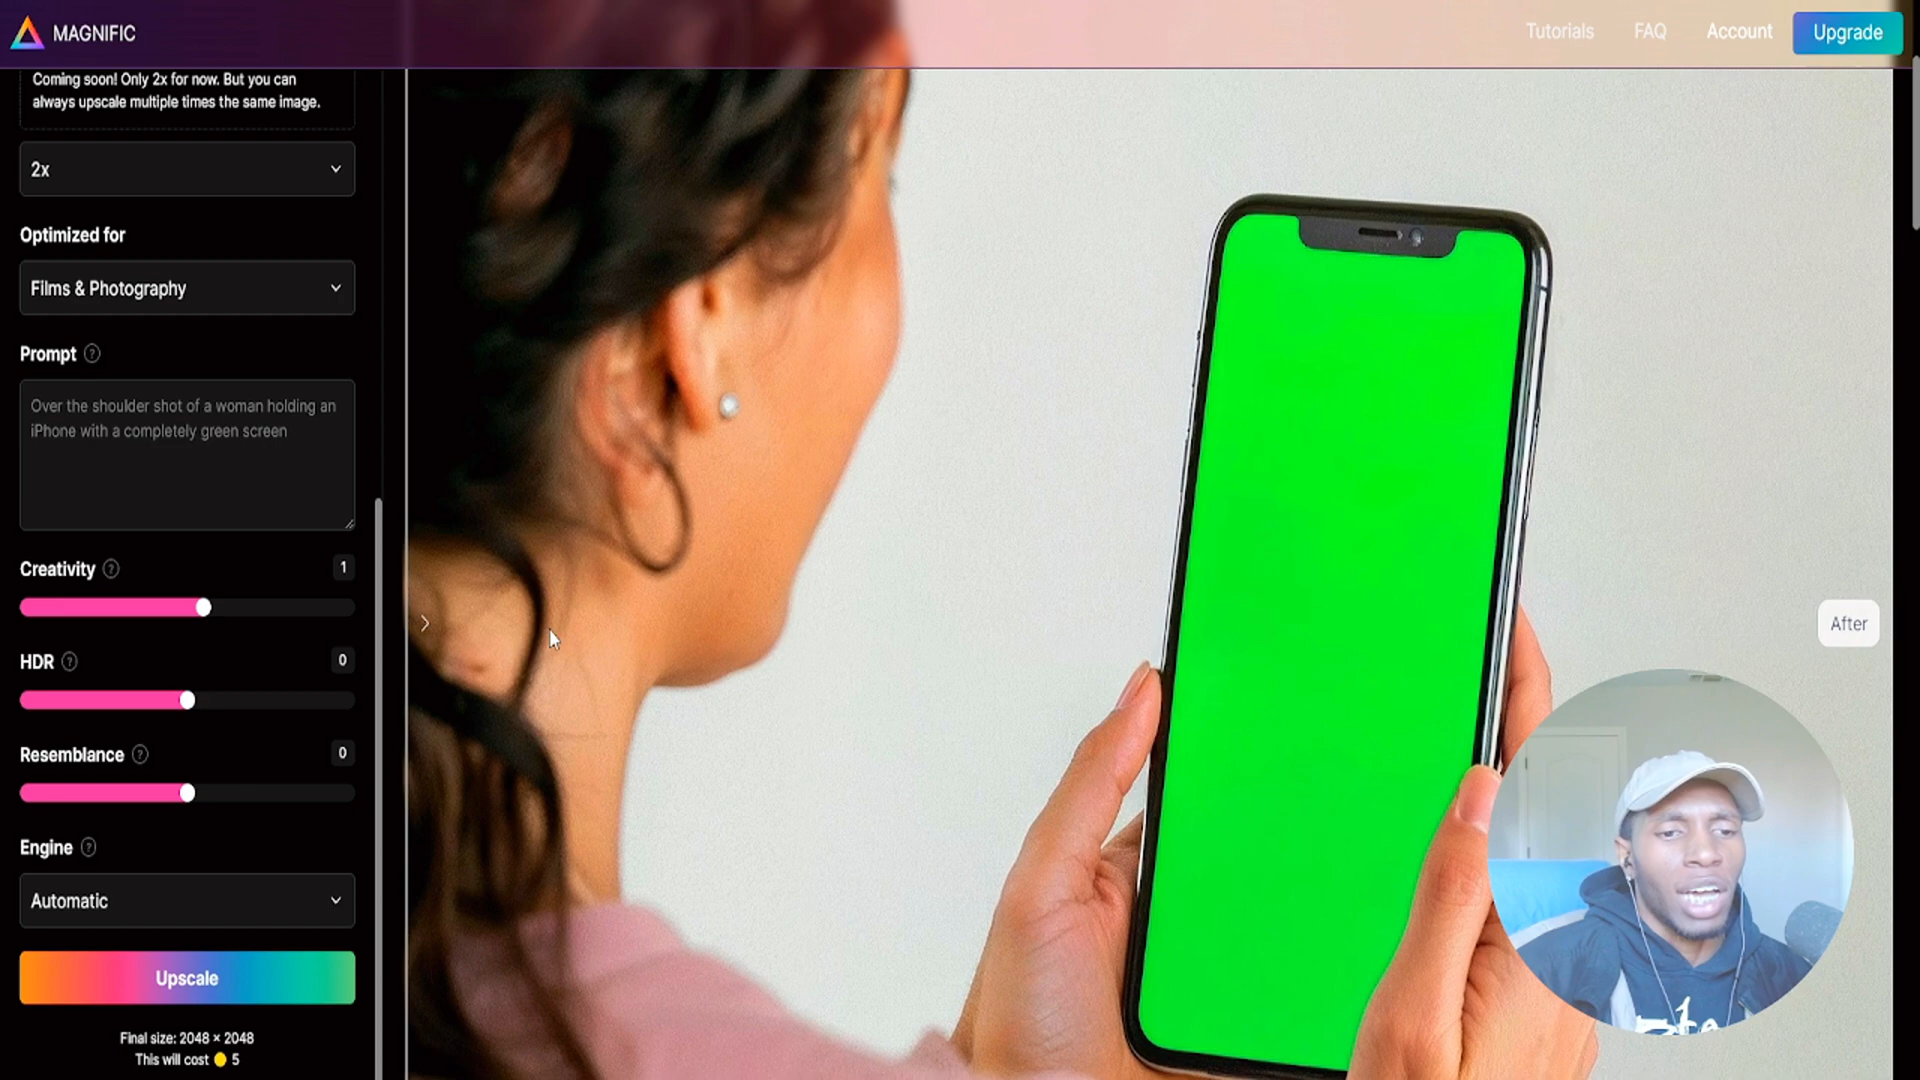 MAGNIFIC
Tutorials
FAQ
Account
Upgrade
Coming soon! Only 2x for now. But you can
always upscale multiple times the same image.
2x
Optimized for
Films & Photography
Prompt ?
Over the shoulder shot of a woman holding an
iPhone with a completely green screen
Creativity ? 1
HDR ? 0
Resemblance ? 0
Engine ?
Automatic
Upscale
Final size: 2048 × 2048
This will cost 5
After